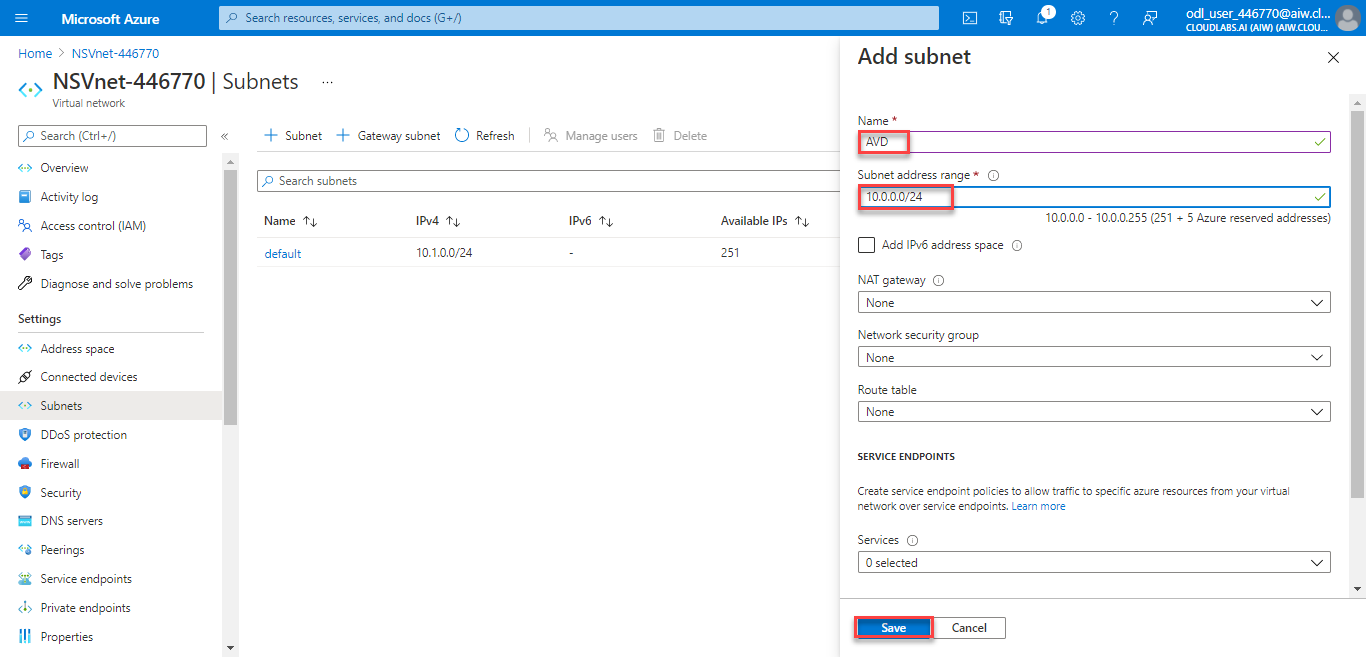 Microsoft Azure
Search resources, services, and docs (G+/)
1
odl_user_446770@aiw.cl...
CLOUDLABS.AI (AIW) (AIW.CLOU...
Home > NSVnet-446770
NSVnet-446770 | Subnets ...
Virtual network
Search (Ctrl+/)
«
Overview
Activity log
Access control (IAM)
Tags
Diagnose and solve problems
Settings
Address space
Connected devices
Subnets
DDoS protection
Firewall
Security
DNS servers
Peerings
Service endpoints
Private endpoints
Properties
+ Subnet + Gateway subnet Refresh Manage users Delete
Search subnets
Name ↑↓ IPv4 ↑↓ IPv6 ↑↓ Available IPs ↑↓
default 10.1.0.0/24 - 251
Add subnet
Name *
AVD
Subnet address range *
10.0.0.0/24
10.0.0.0 - 10.0.0.255 (251 + 5 Azure reserved addresses)
Add IPv6 address space
NAT gateway
None
Network security group
None
Route table
None
SERVICE ENDPOINTS
Create service endpoint policies to allow traffic to specific azure resources from your virtual
network over service endpoints. Learn more
Services
0 selected
Save Cancel